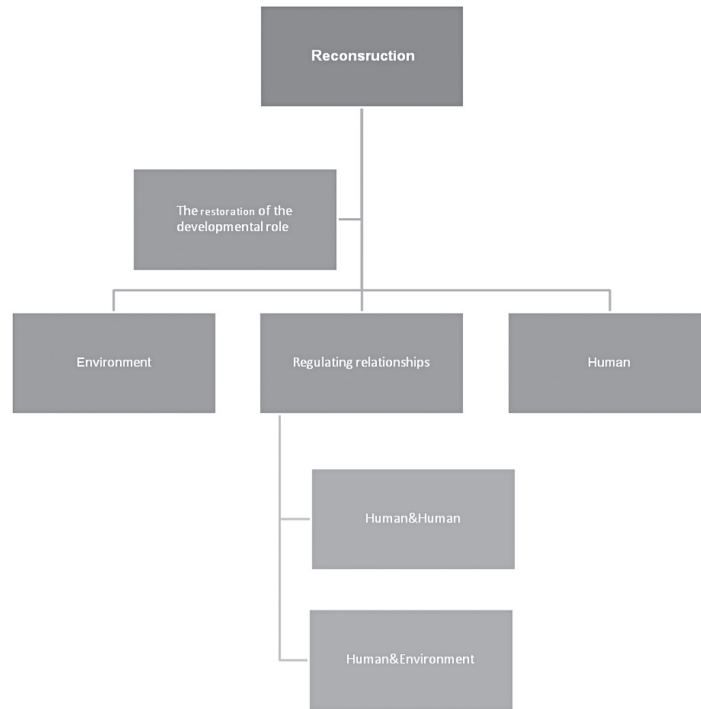 Reconsruction
The restoration of the
developmental role
Environment
Regulating relationships
Human
Human&Human
Human&Environment